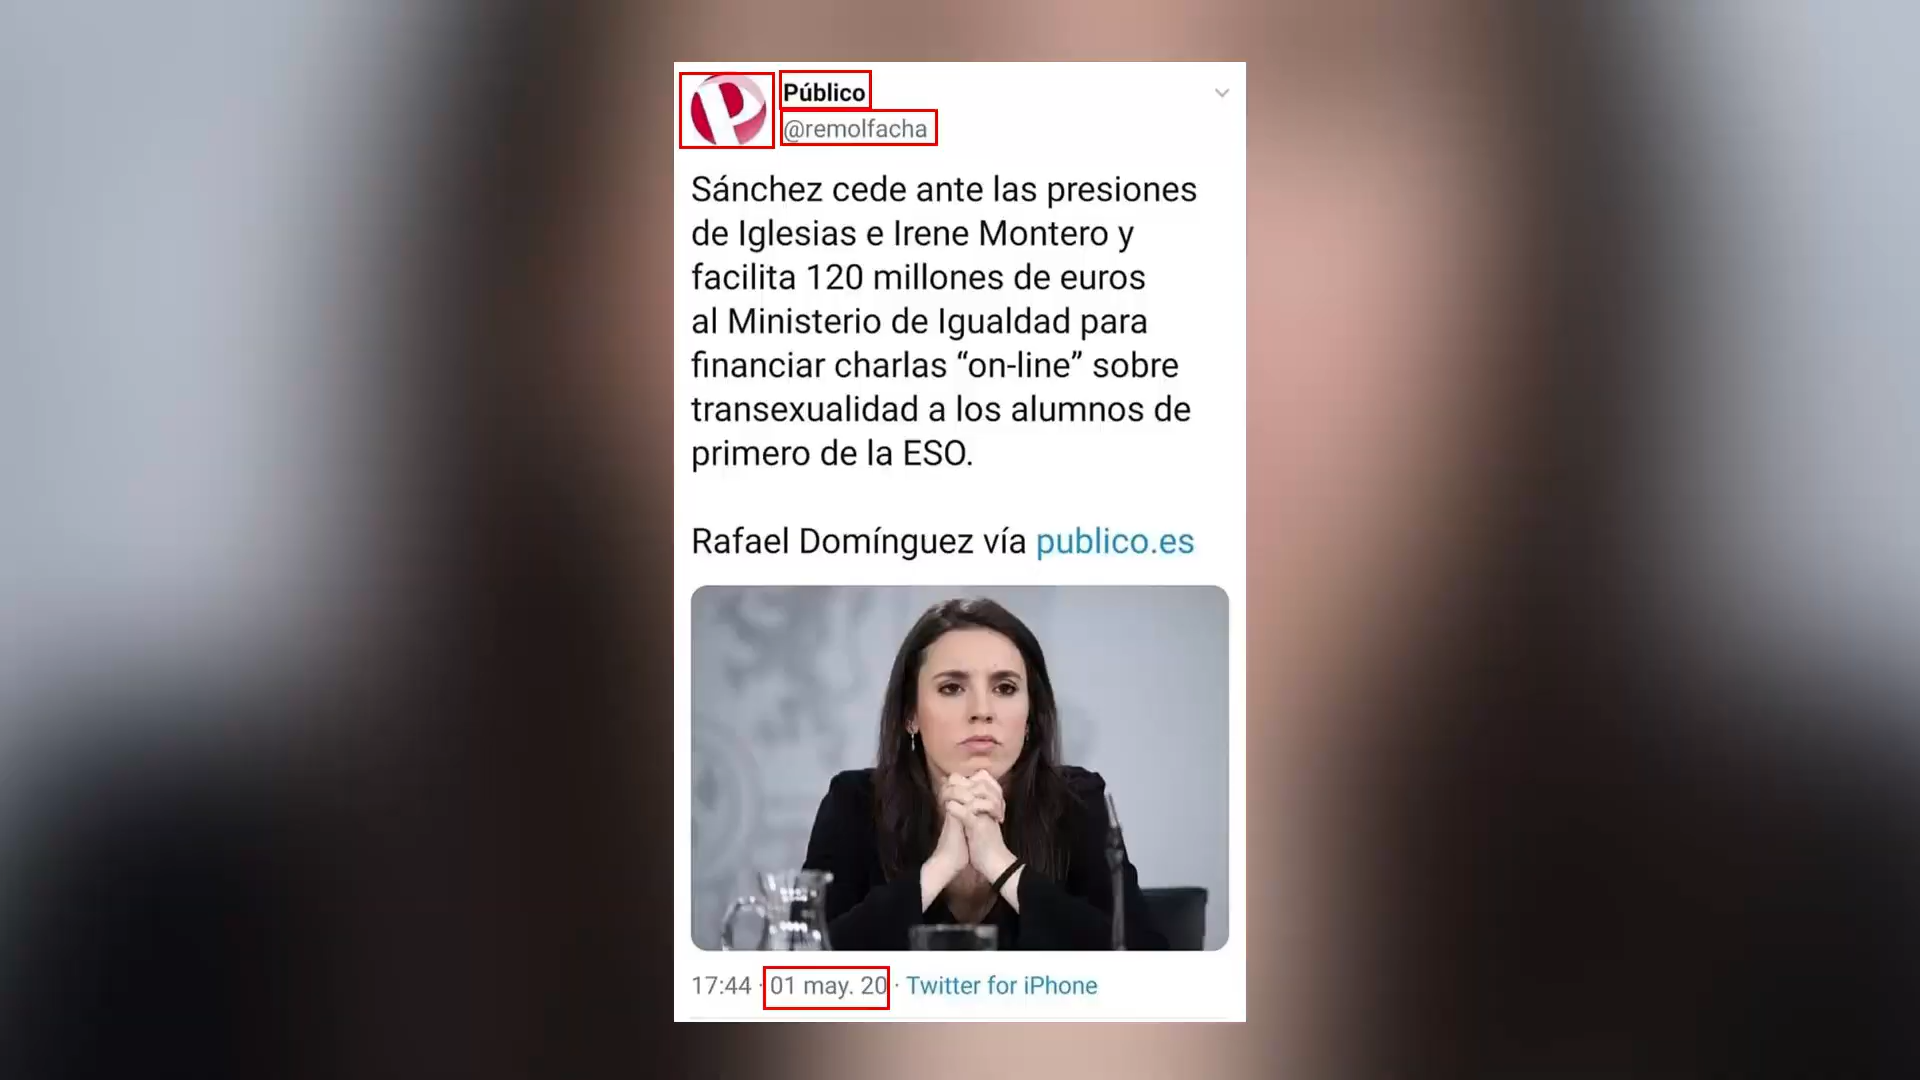 Público
@remolfacha
Sánchez cede ante las presiones
de Iglesias e Irene Montero y
facilita 120 millones de euros
al Ministerio de Igualdad para
financiar charlas “on-line” sobre
transexualidad a los alumnos de
primero de la ESO.
Rafael Domínguez vía publico.es
17:44 · 01 may. 20 · Twitter for iPhone